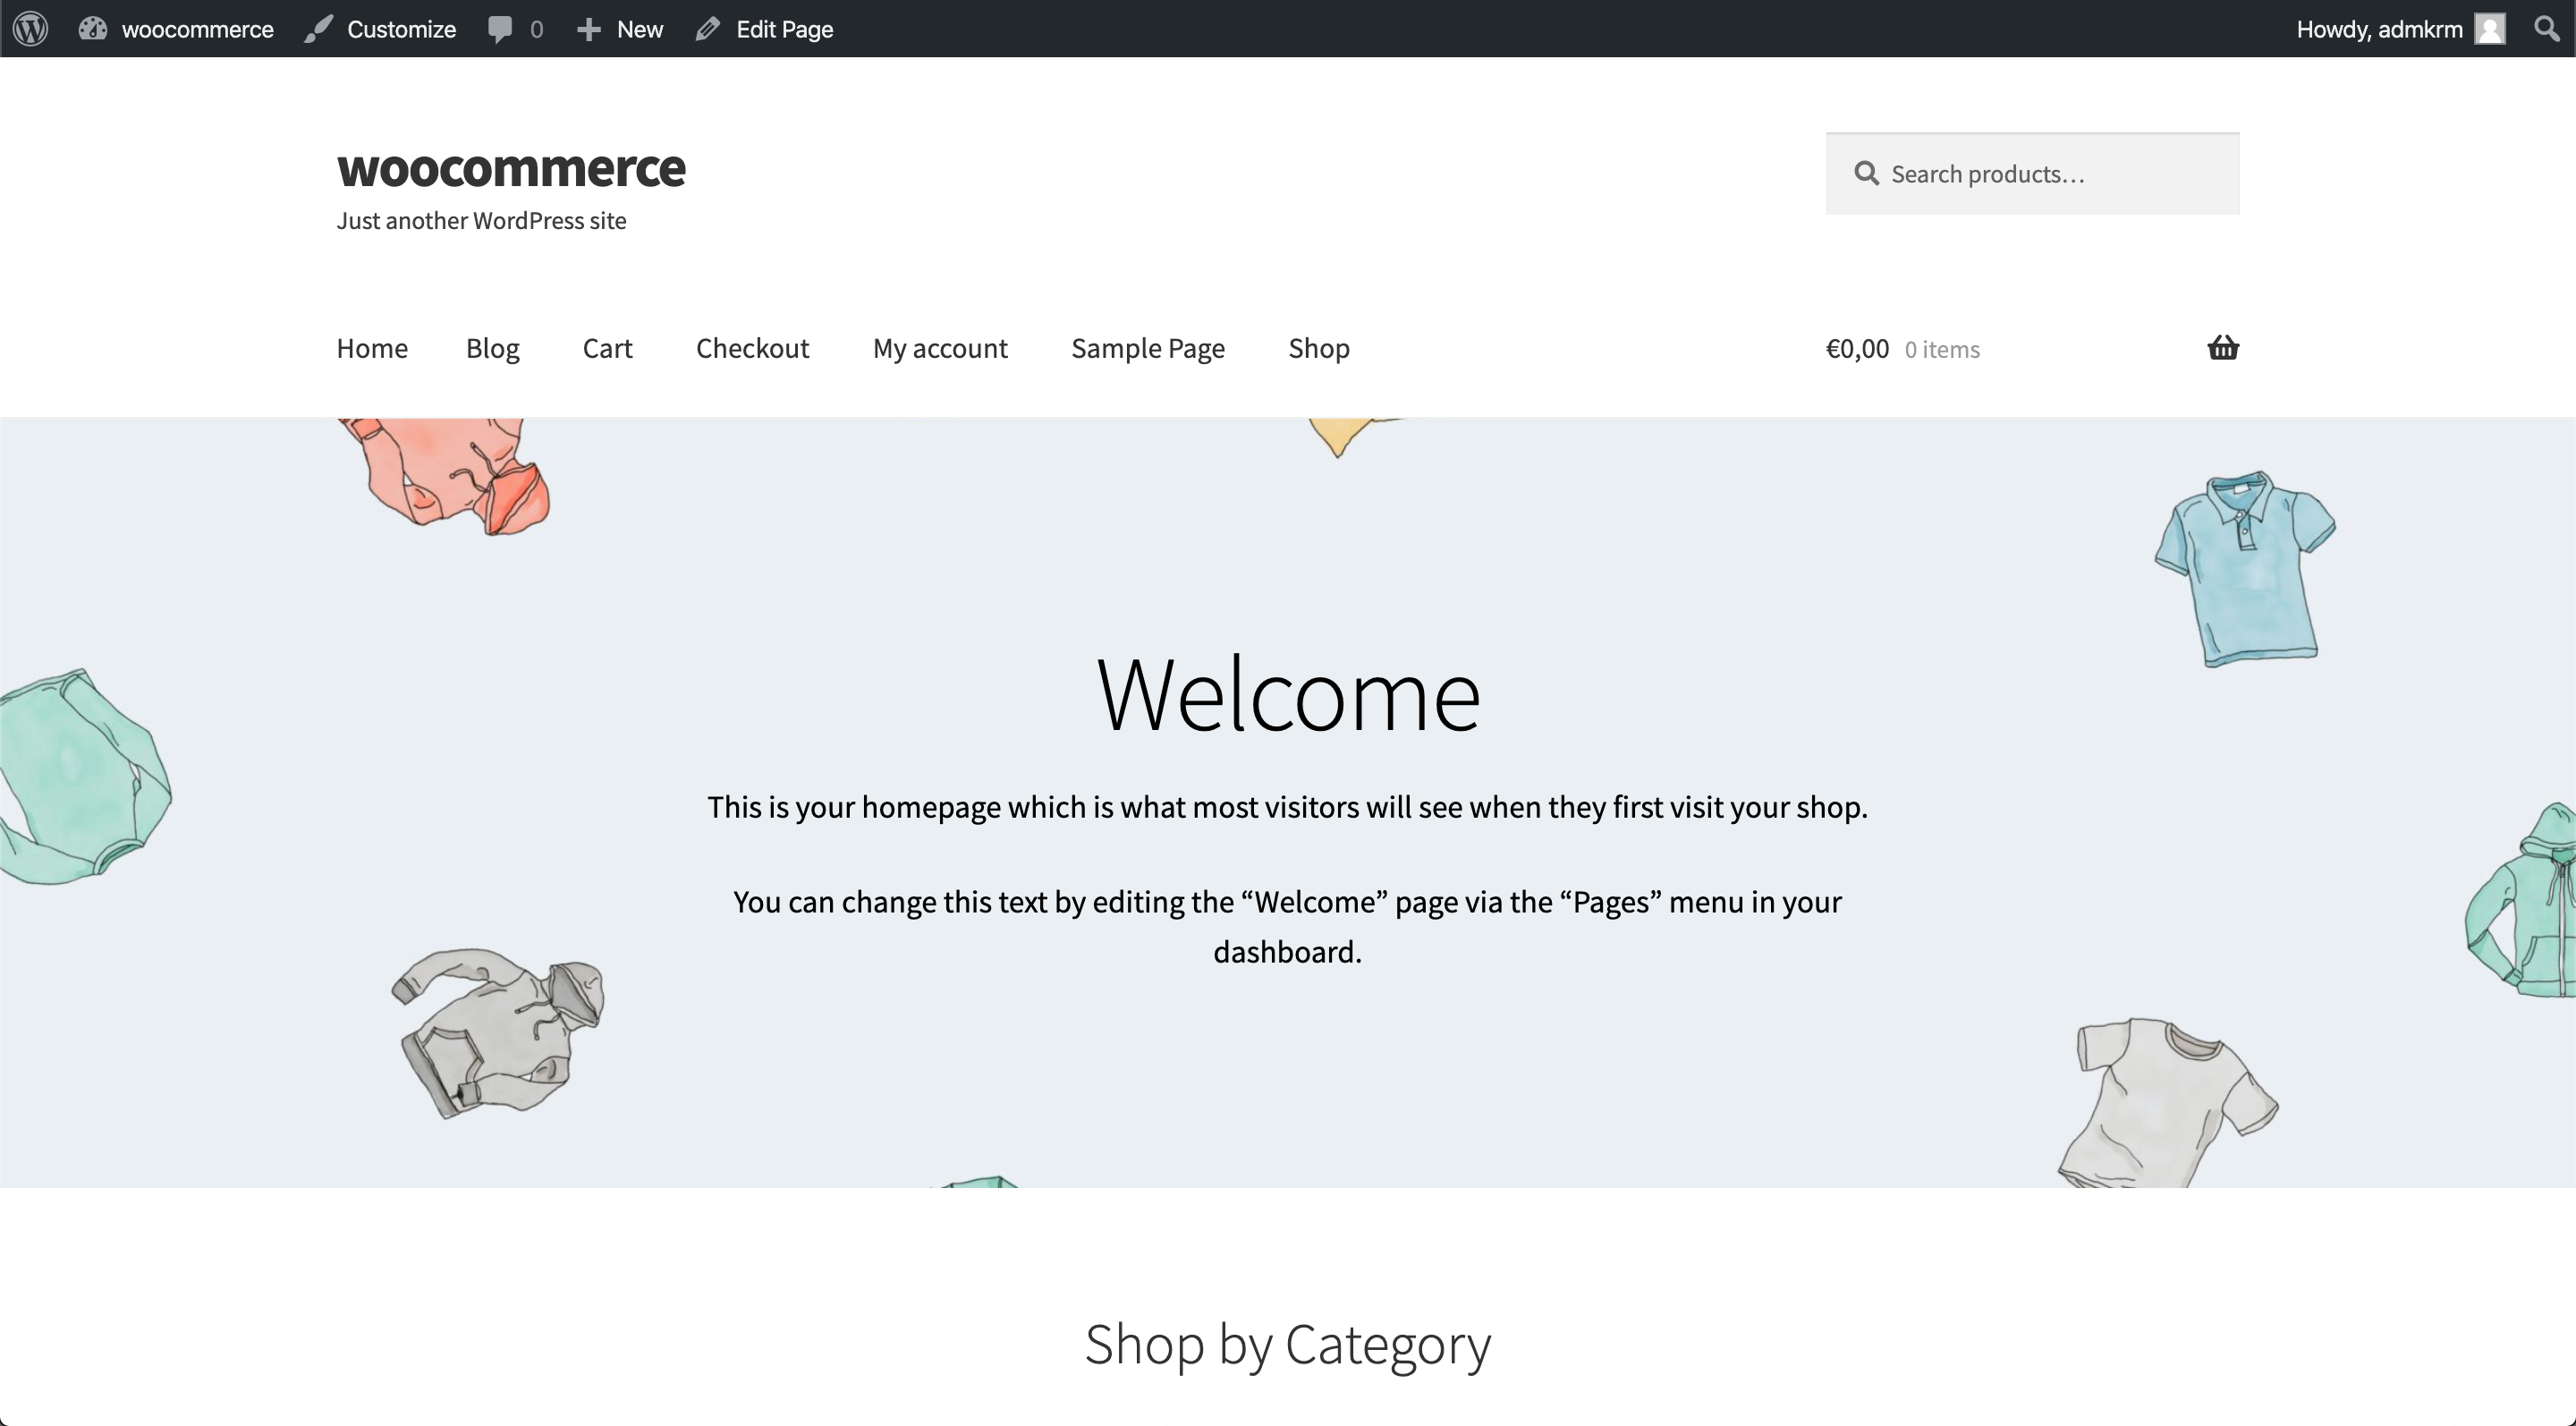 woocommerce Customize 0 New Edit Page Howdy, admkrm
woocommerce
Just another WordPress site
Search products…
Home Blog Cart Checkout My account Sample Page Shop €0,00 0 items
Welcome
This is your homepage which is what most visitors will see when they first visit your shop.
You can change this text by editing the “Welcome” page via the “Pages” menu in your
dashboard.
Shop by Category